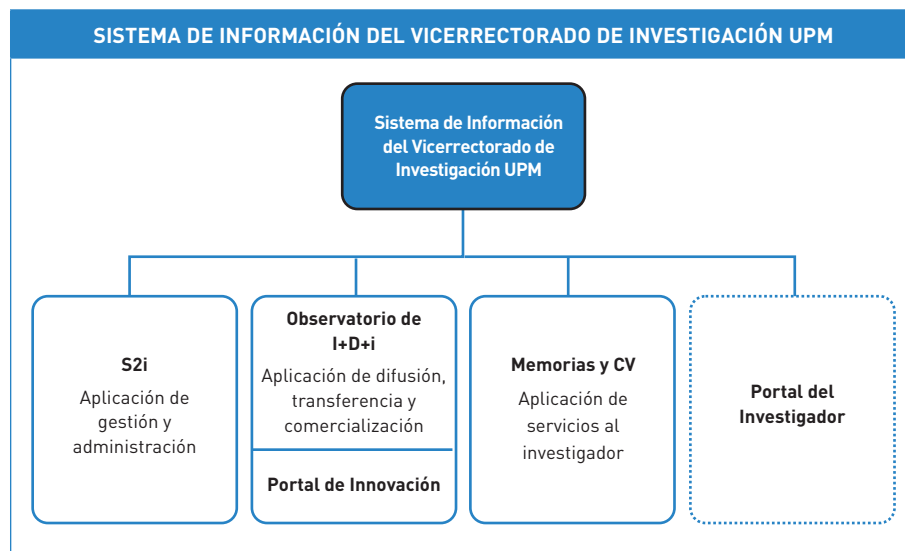 SISTEMA DE INFORMACIÓN DEL VICERRECTORADO DE INVESTIGACIÓN UPM
Sistema de Información
del Vicerrectorado de
Investigación UPM
S2i
Aplicación de
gestión y
administración
Observatorio de
I+D+i
Aplicación de difusión,
transferencia y
comercialización
Portal de Innovación
Memorias y CV
Aplicación de
servicios al
investigador
Portal del
Investigador